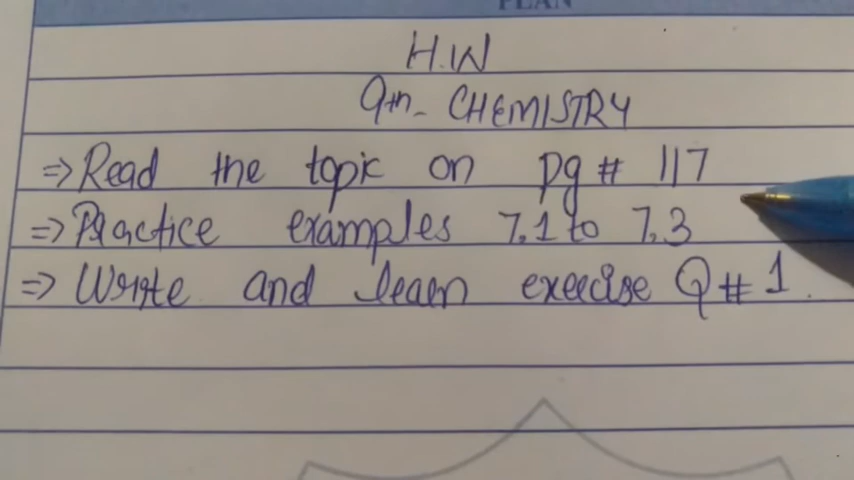 PLAN
H.W
9th- CHEMISTRY
⇒ Read the topic on pg # 117
⇒ Practice examples 7.1 to 7.3
⇒ Write and learn exercise Q # 1.